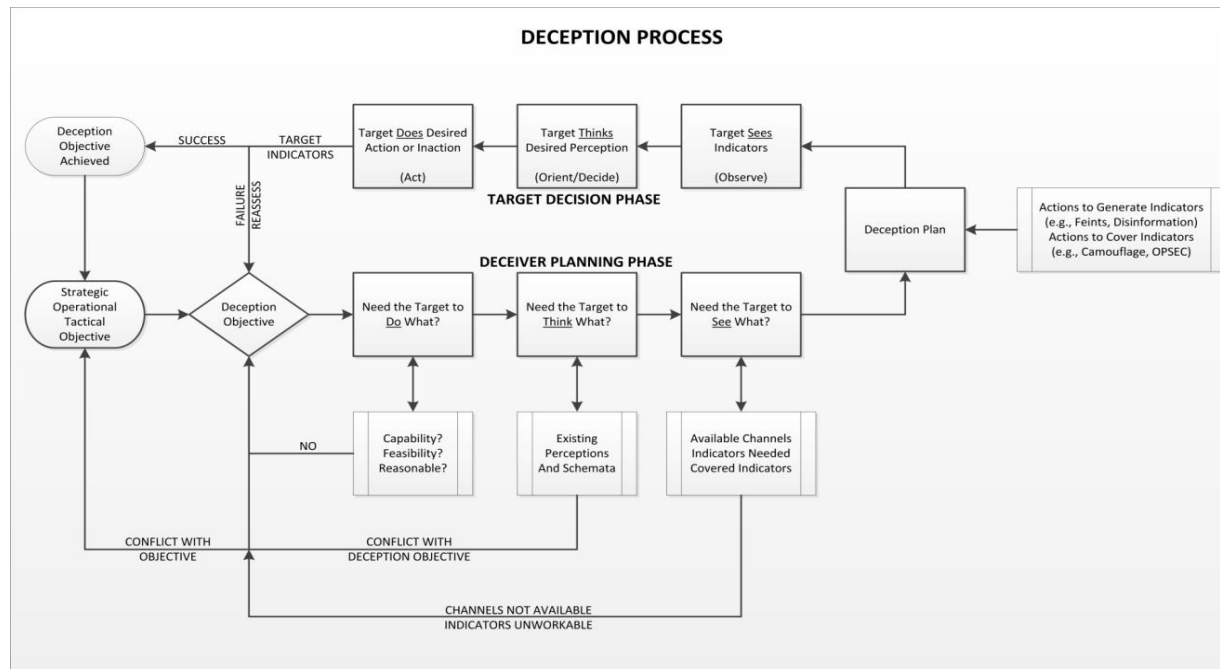 DECEPTION PROCESS
Deception
Objective
Achieved
SUCCESS
TARGET
INDICATORS
Target Does Desired
Action or Inaction
(Act)
Target Thinks
Desired Perception
(Orient/Decide)
Target Sees
Indicators
(Observe)
TARGET DECISION PHASE
FAILURE
REASSESS
Deception Plan
Actions to Generate Indicators
(e.g., Feints, Disinformation)
Actions to Cover Indicators
(e.g., Camouflage, OPSEC)
DECEIVER PLANNING PHASE
Strategic
Operational
Tactical
Objective
Deception
Objective
Need the Target to
Do What?
Need the Target to
Think What?
Need the Target to
See What?
NO
Capability?
Feasibility?
Reasonable?
Existing
Perceptions
And Schemata
Available Channels
Indicators Needed
Covered Indicators
CONFLICT WITH
OBJECTIVE
CONFLICT WITH
DECEPTION OBJECTIVE
CHANNELS NOT AVAILABLE
INDICATORS UNWORKABLE